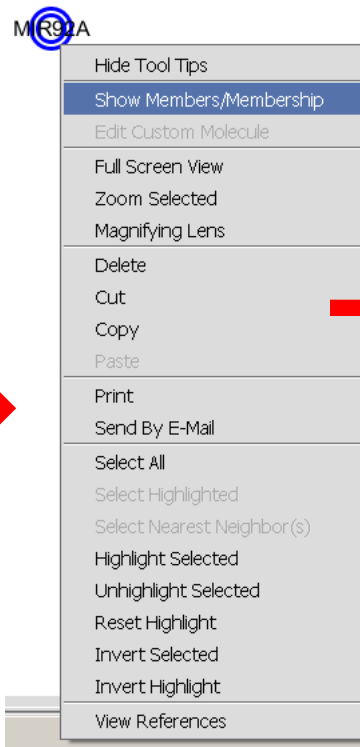 MIR92A
Hide Tool Tips
Show Members/Membership
Edit Custom Molecule
Full Screen View
Zoom Selected
Magnifying Lens
Delete
Cut
Copy
Paste
Print
Send By E-Mail
Select All
Select Highlighted
Select Nearest Neighbor(s)
Highlight Selected
Unhighlight Selected
Reset Highlight
Invert Selected
Invert Highlight
View References